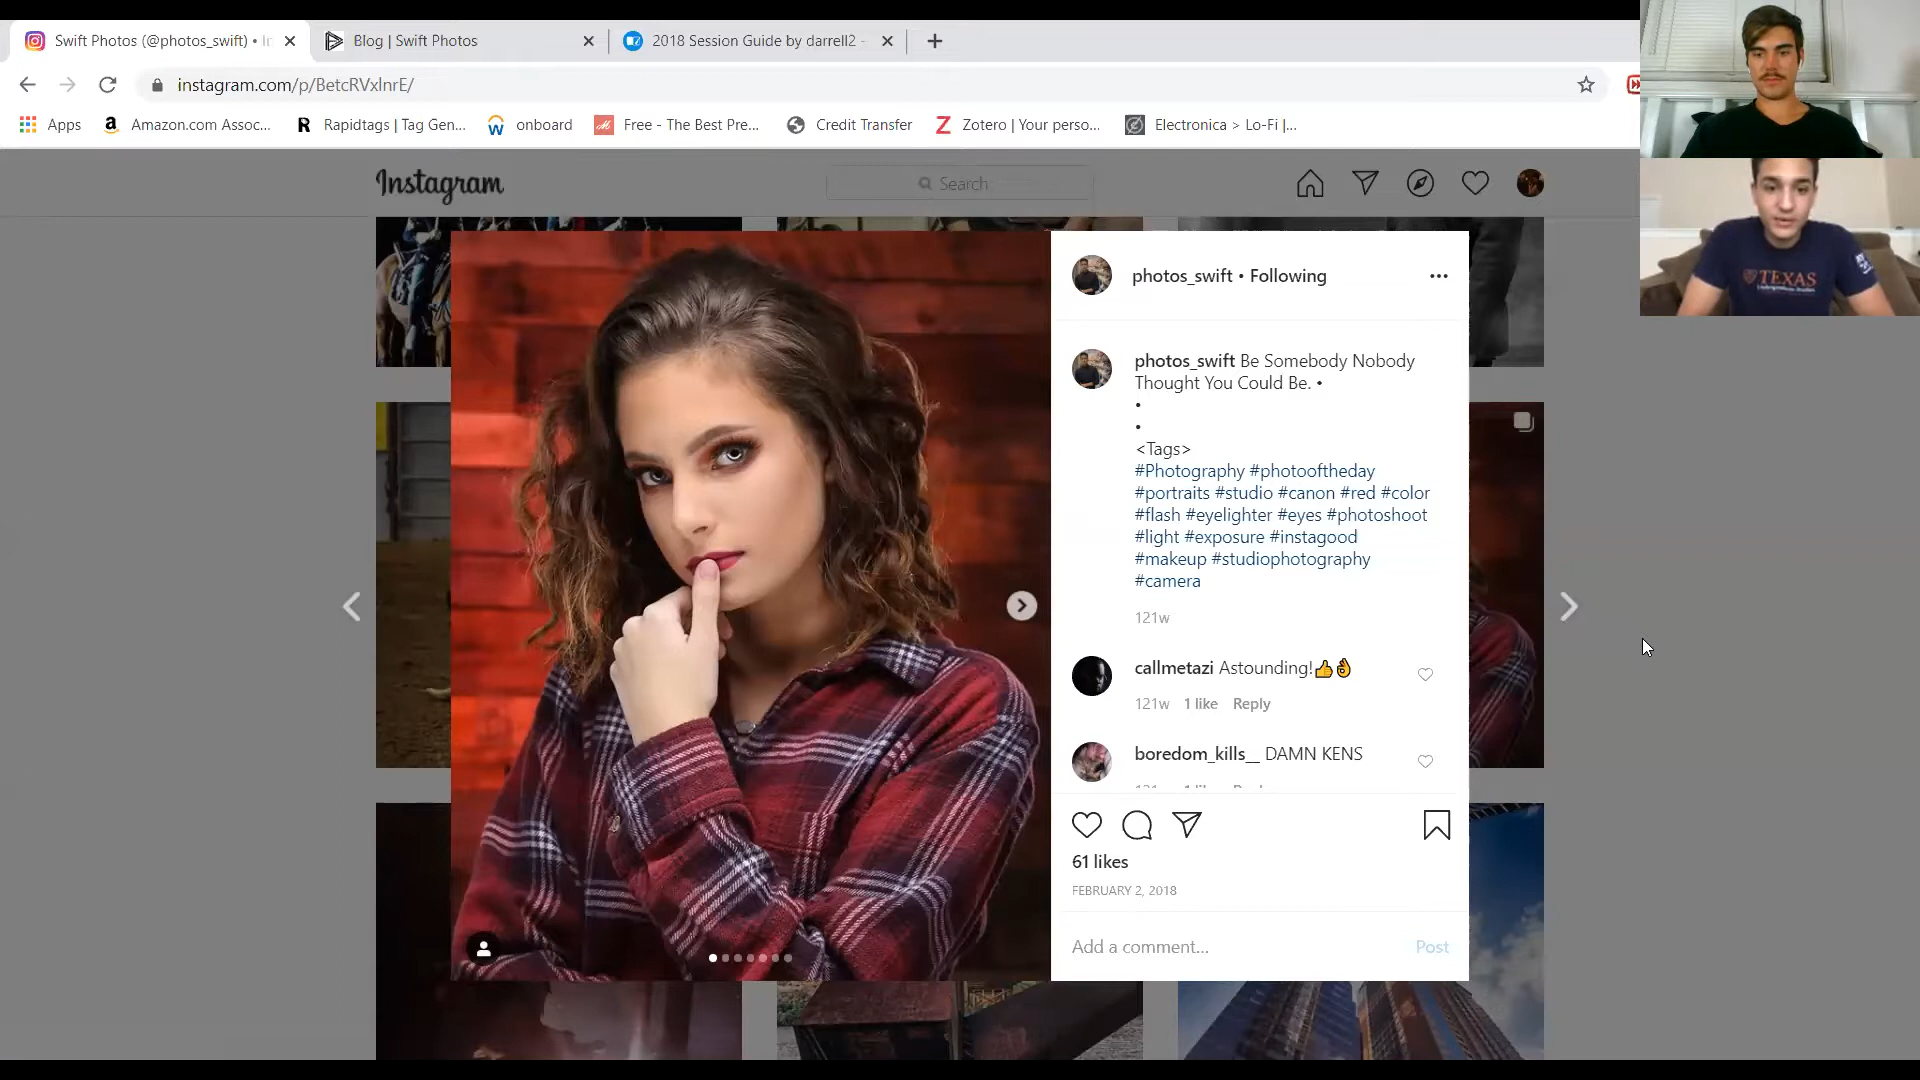 Swift Photos (@photos_swift) • In
Blog | Swift Photos
2018 Session Guide by darrell2 -
instagram.com/p/BetcRVxlnrE/
Apps
Amazon.com Assoc...
Rapidtags | Tag Gen...
onboard
Free - The Best Pre...
Credit Transfer
Zotero | Your perso...
Electronica > Lo-Fi |...
Instagram
Search
TEXAS
photos_swift • Following
photos_swift Be Somebody Nobody
Thought You Could Be. •
•
•
<Tags>
#Photography #photooftheday
#portraits #studio #canon #red #color
#flash #eyelighter #eyes #photoshoot
#light #exposure #instagood
#makeup #studiophotography
#camera
121w
callmetazi Astounding!👍👌
121w 1 like Reply
boredom_kills__ DAMN KENS
61 likes
FEBRUARY 2, 2018
Add a comment...
Post